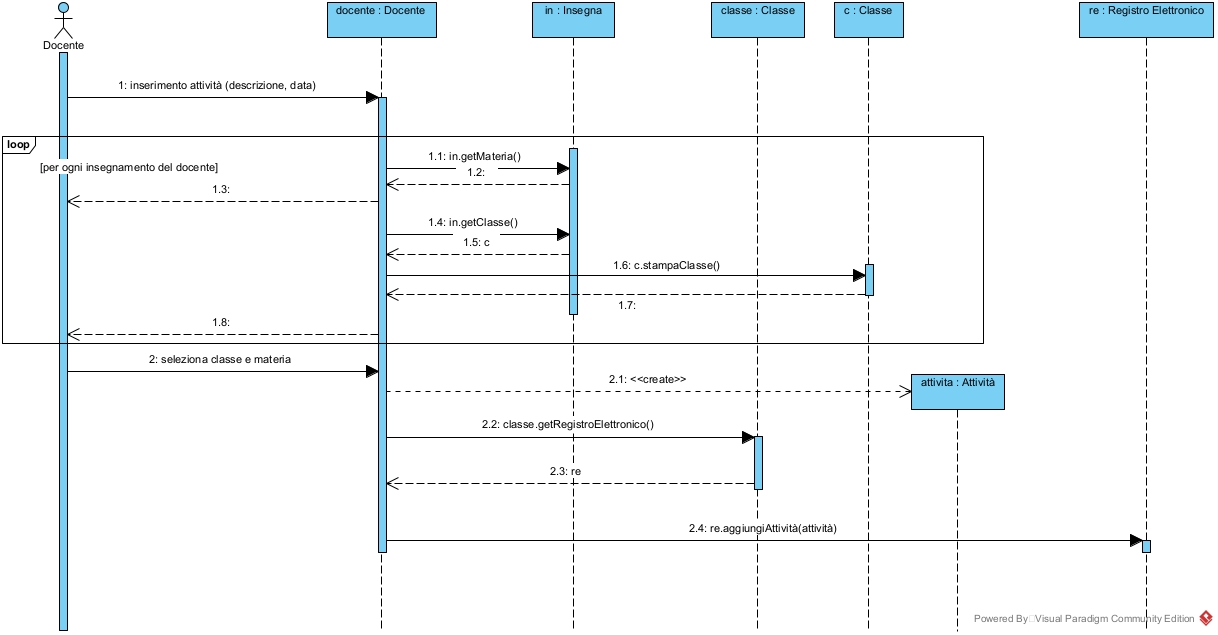 docente : Docente
in : Insegna
classe : Classe
c : Classe
re : Registro Elettronico
Docente
1: inserimento attività (descrizione, data)
loop
[per ogni insegnamento del docente]
1.1: in.getMateria()
1.2:
1.3:
1.4: in.getClasse()
1.5: c
1.6: c.stampaClasse()
1.7:
1.8:
2: seleziona classe e materia
2.1: <<create>>
attivita : Attività
2.2: classe.getRegistroElettronico()
2.3: re
2.4: re.aggiungiAttività(attività)
Powered By Visual Paradigm Community Edition